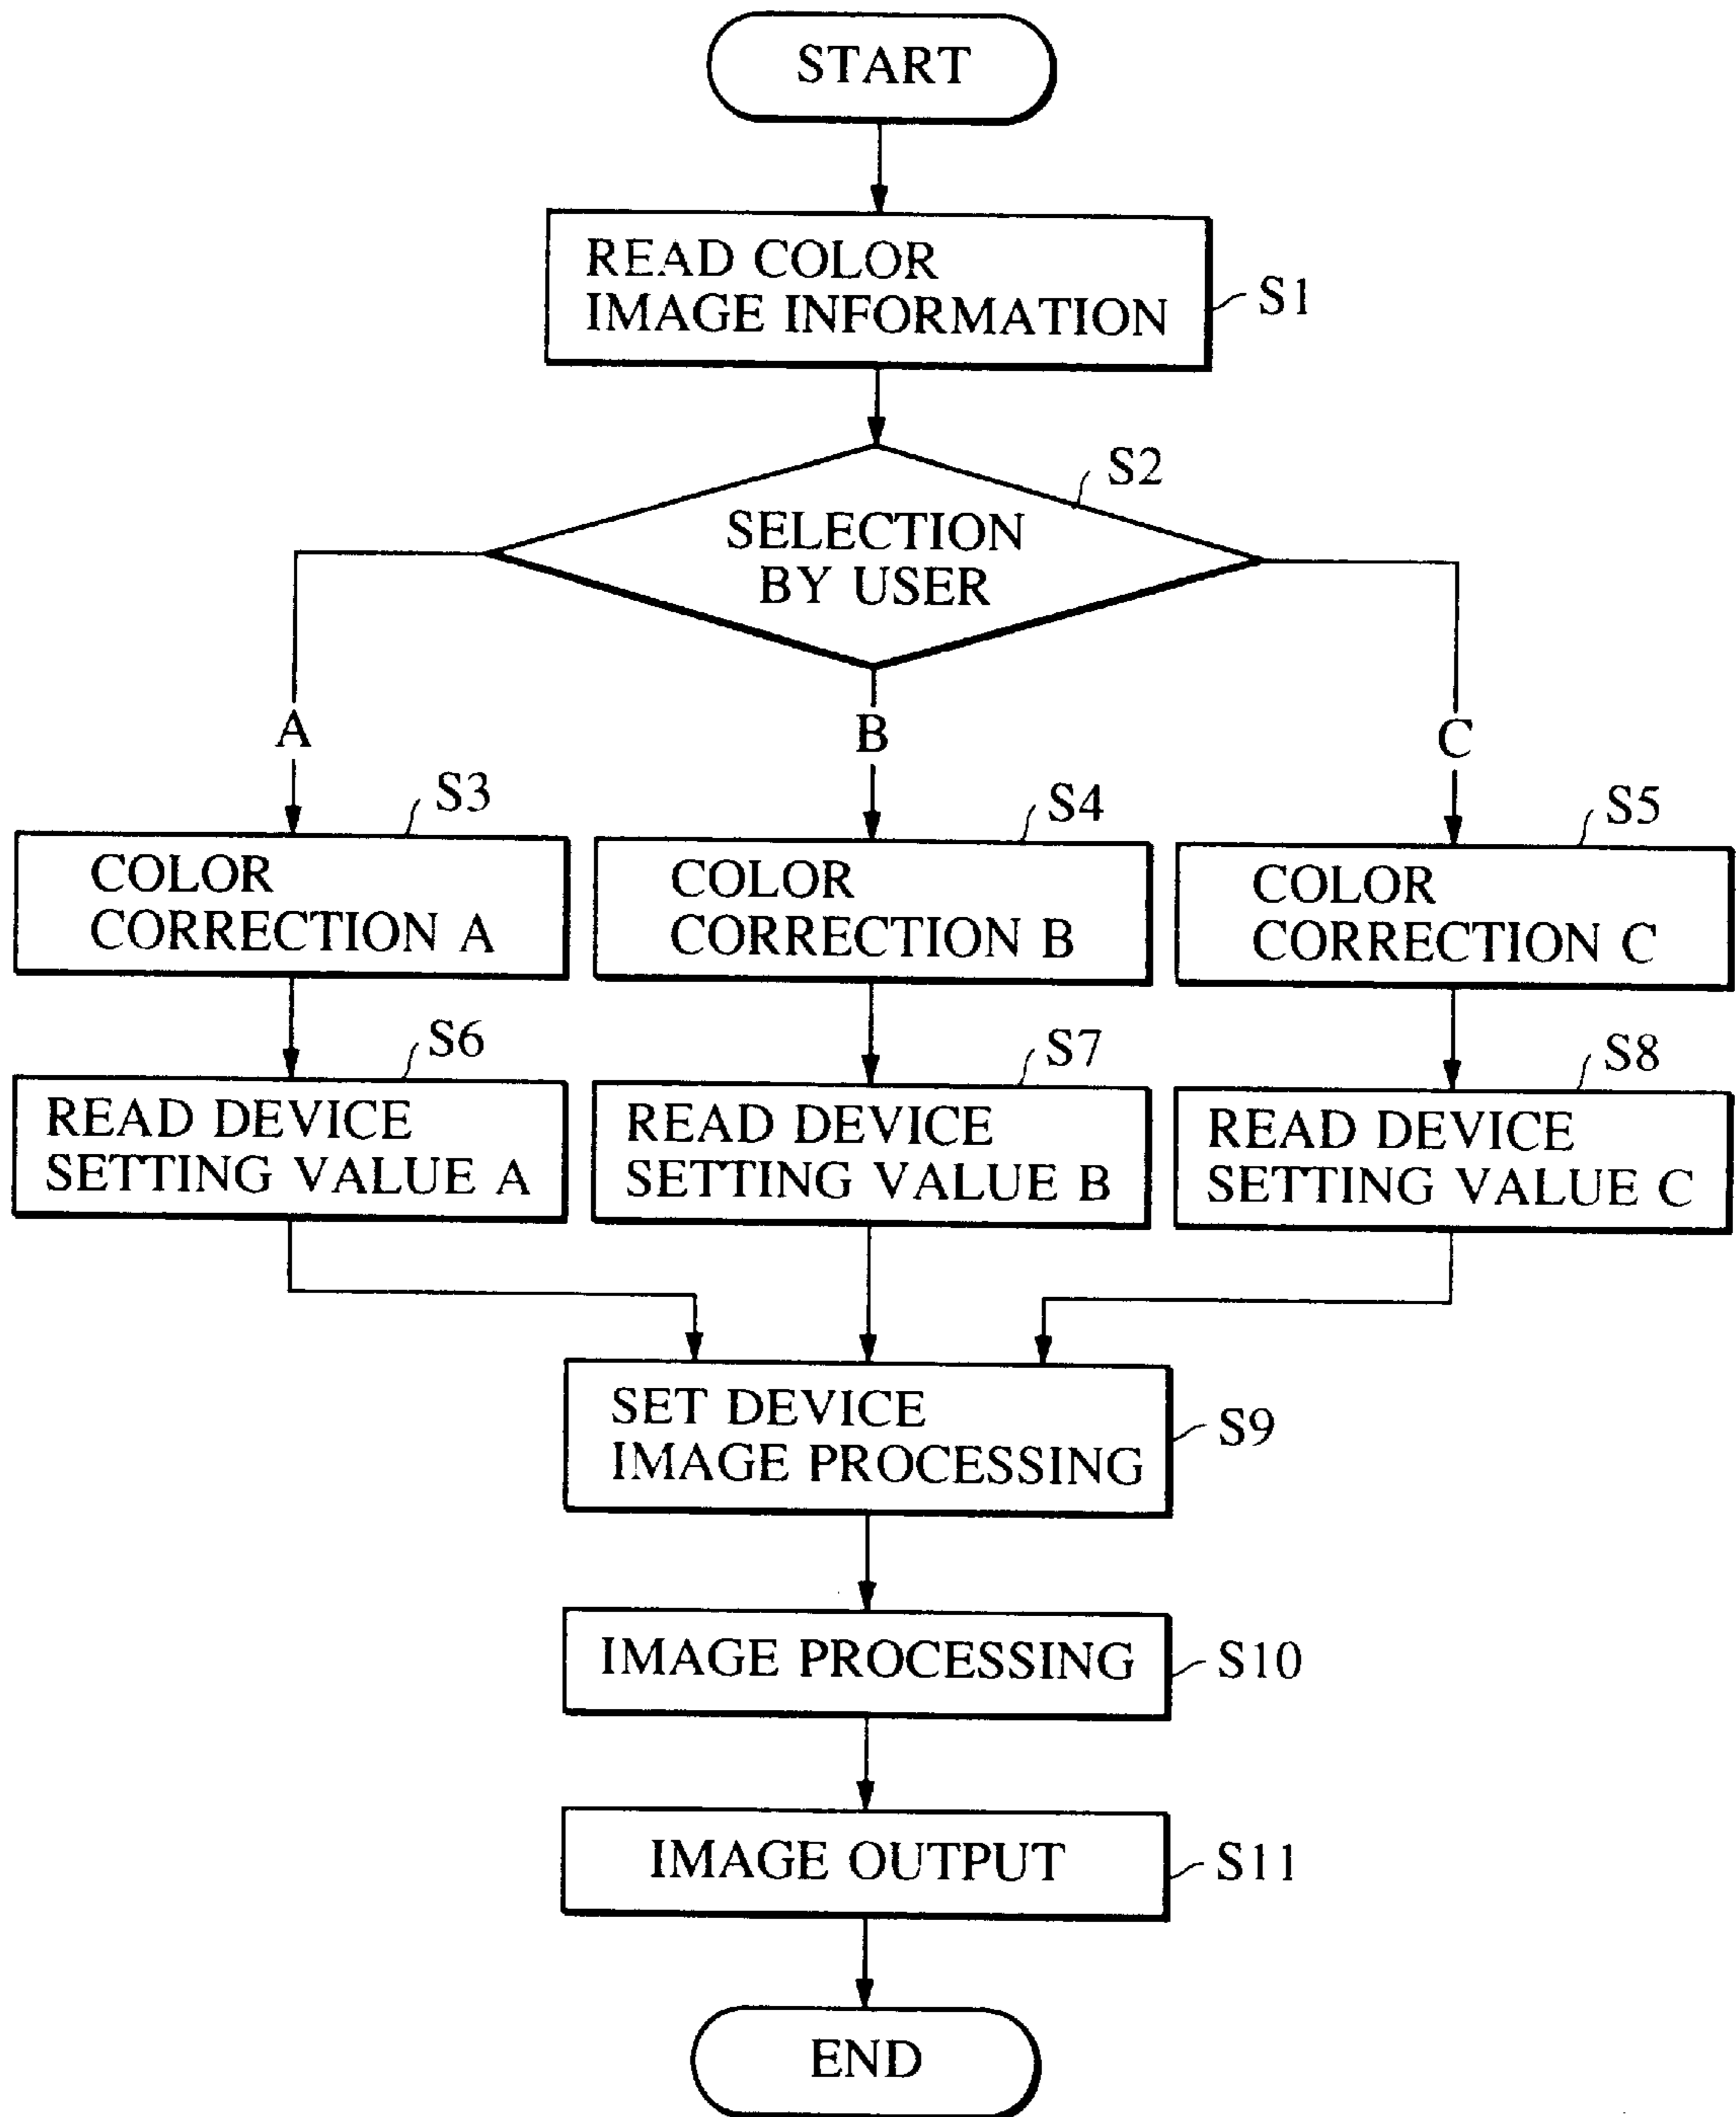 START
READ COLOR
IMAGE INFORMATION
S1
S2
SELECTION
BY USER
A
B
C
S3
S4
S5
COLOR
CORRECTION A
COLOR
CORRECTION B
COLOR
CORRECTION C
S6
S7
S8
READ DEVICE
SETTING VALUE A
READ DEVICE
SETTING VALUE B
READ DEVICE
SETTING VALUE C
SET DEVICE
IMAGE PROCESSING
S9
IMAGE PROCESSING
S10
IMAGE OUTPUT
S11
END